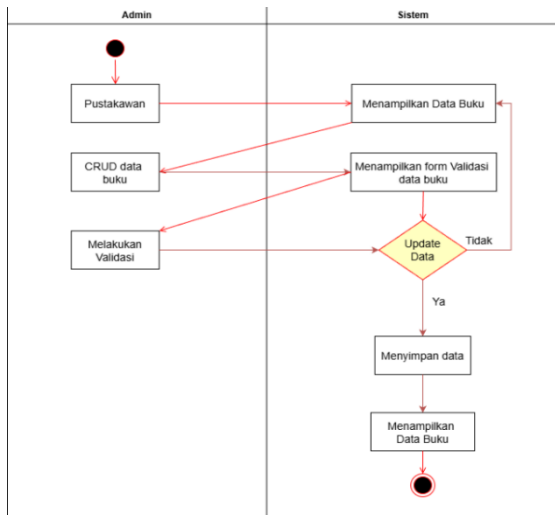 Admin
Sistem
Pustakawan
Menampilkan Data Buku
CRUD data
buku
Menampilkan form Validasi
data buku
Melakukan
Validasi
Update
Data
Tidak
Ya
Menyimpan data
Menampilkan
Data Buku